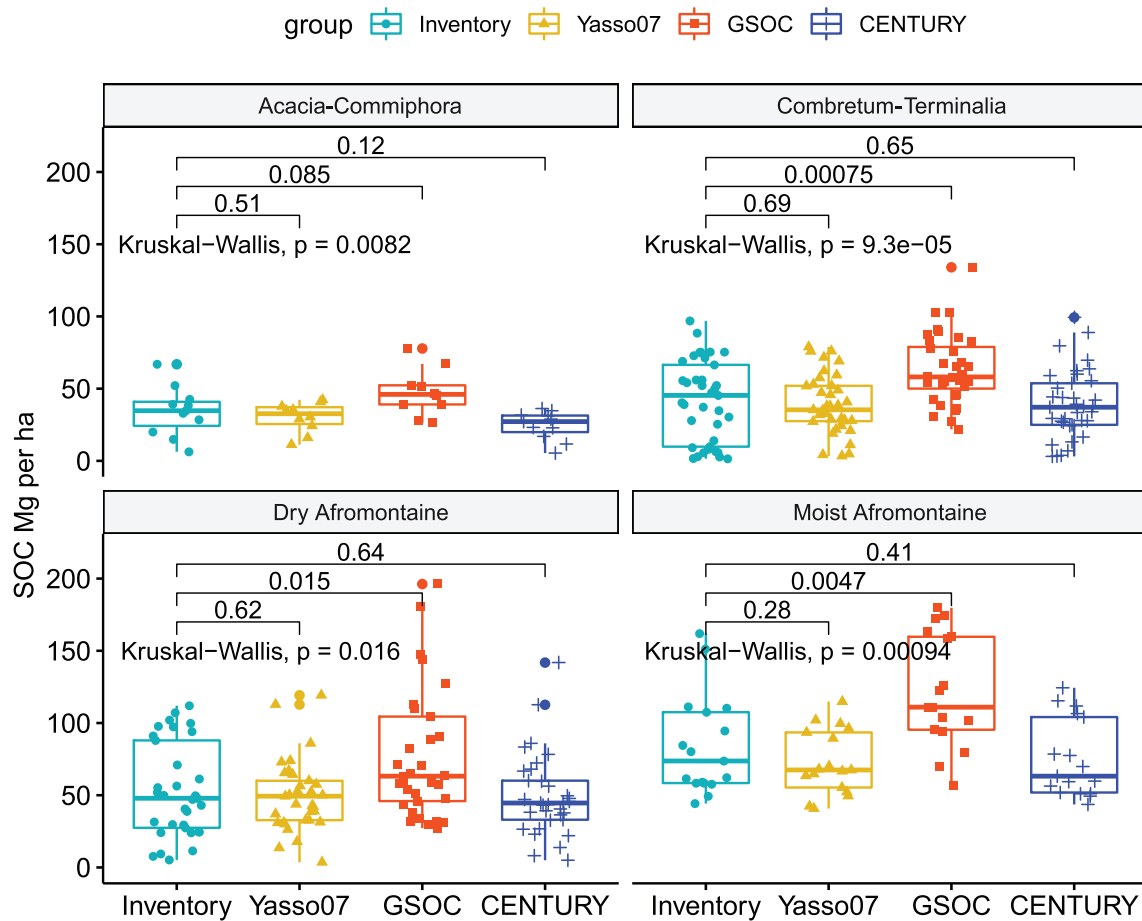 group Inventory Yasso07 GSOC CENTURY
Acacia-Commiphora
Combretum-Terminalia
0.12
0.085
0.51
Kruskal-Wallis, p = 0.0082
0.65
0.00075
0.69
Kruskal-Wallis, p = 9.3e-05
200
150
100
50
0
SOC Mg per ha
Dry Afromontaine
Moist Afromontaine
0.64
0.015
0.62
Kruskal-Wallis, p = 0.016
0.41
0.0047
0.28
Kruskal-Wallis, p = 0.00094
200
150
100
50
0
Inventory Yasso07 GSOC CENTURY
Inventory Yasso07 GSOC CENTURY